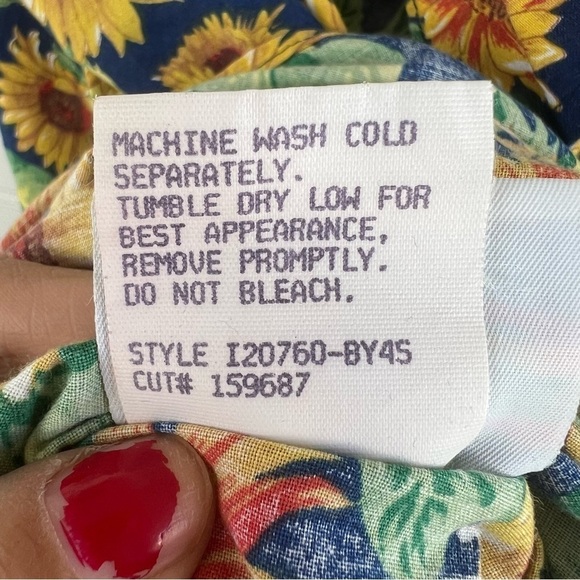 MACHINE WASH COLD
SEPARATELY.
TUMBLE DRY LOW FOR
BEST APPEARANCE,
REMOVE PROMPTLY.
DO NOT BLEACH.
STYLE I20760-BY45
CUT# 159687